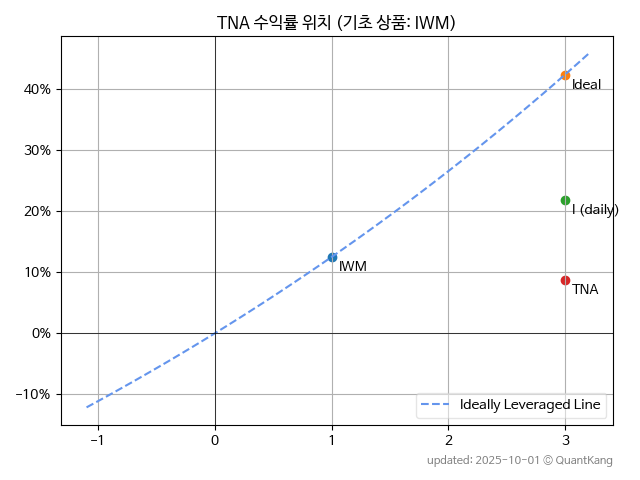 TNA 수익률 위치 (기초 상품: IWM)
40%
30%
20%
10%
0%
−10%
Ideal
I (daily)
IWM
TNA
Ideally Leveraged Line
−1
0
1
2
3
updated: 2025-10-01 © QuantKang